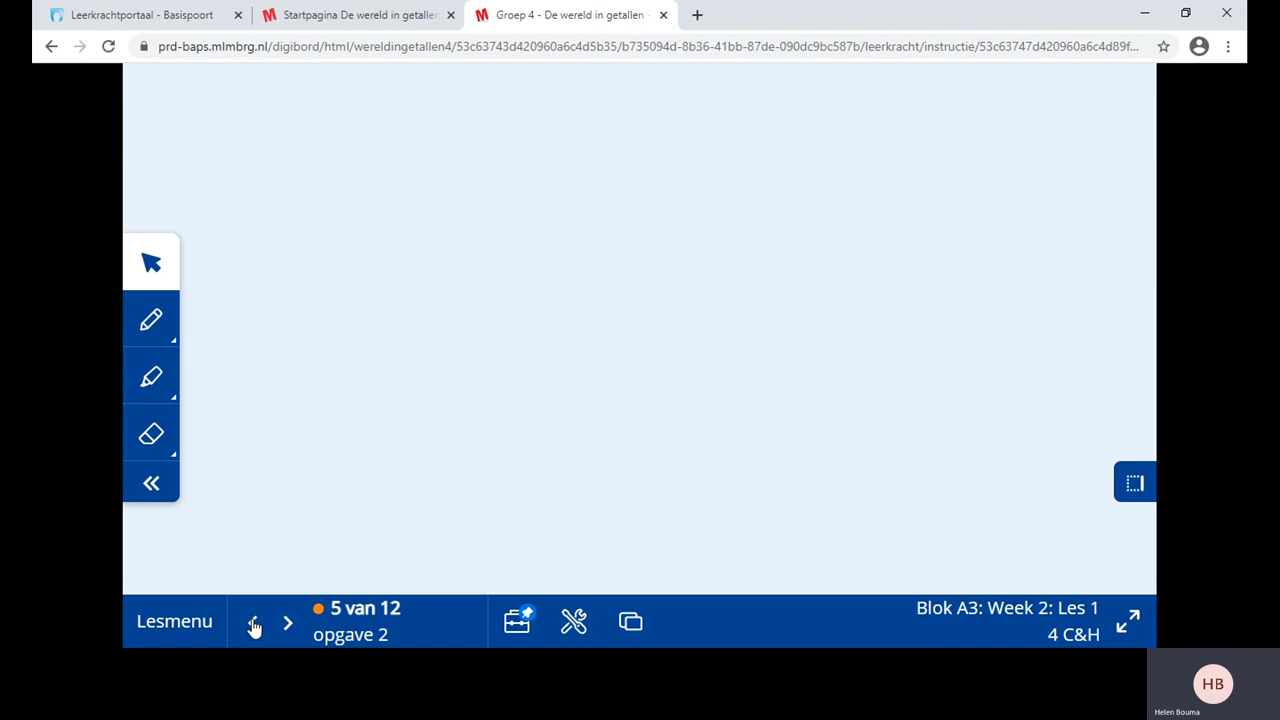 Leerkrachtportaal - Basispoort
Startpagina De wereld in getallen
Groep 4 - De wereld in getallen -
prd-baps.mlmbrg.nl/digibord/html/wereldingetallen4/53c63743d420960a6c4d5b35/b735094d-8b36-41bb-87de-090dc9bc587b/leerkracht/instructie/53c63747d420960a6c4d89f...
Lesmenu
5 van 12
opgave 2
Blok A3: Week 2: Les 1
4 C&H
HB
Helen Bouma